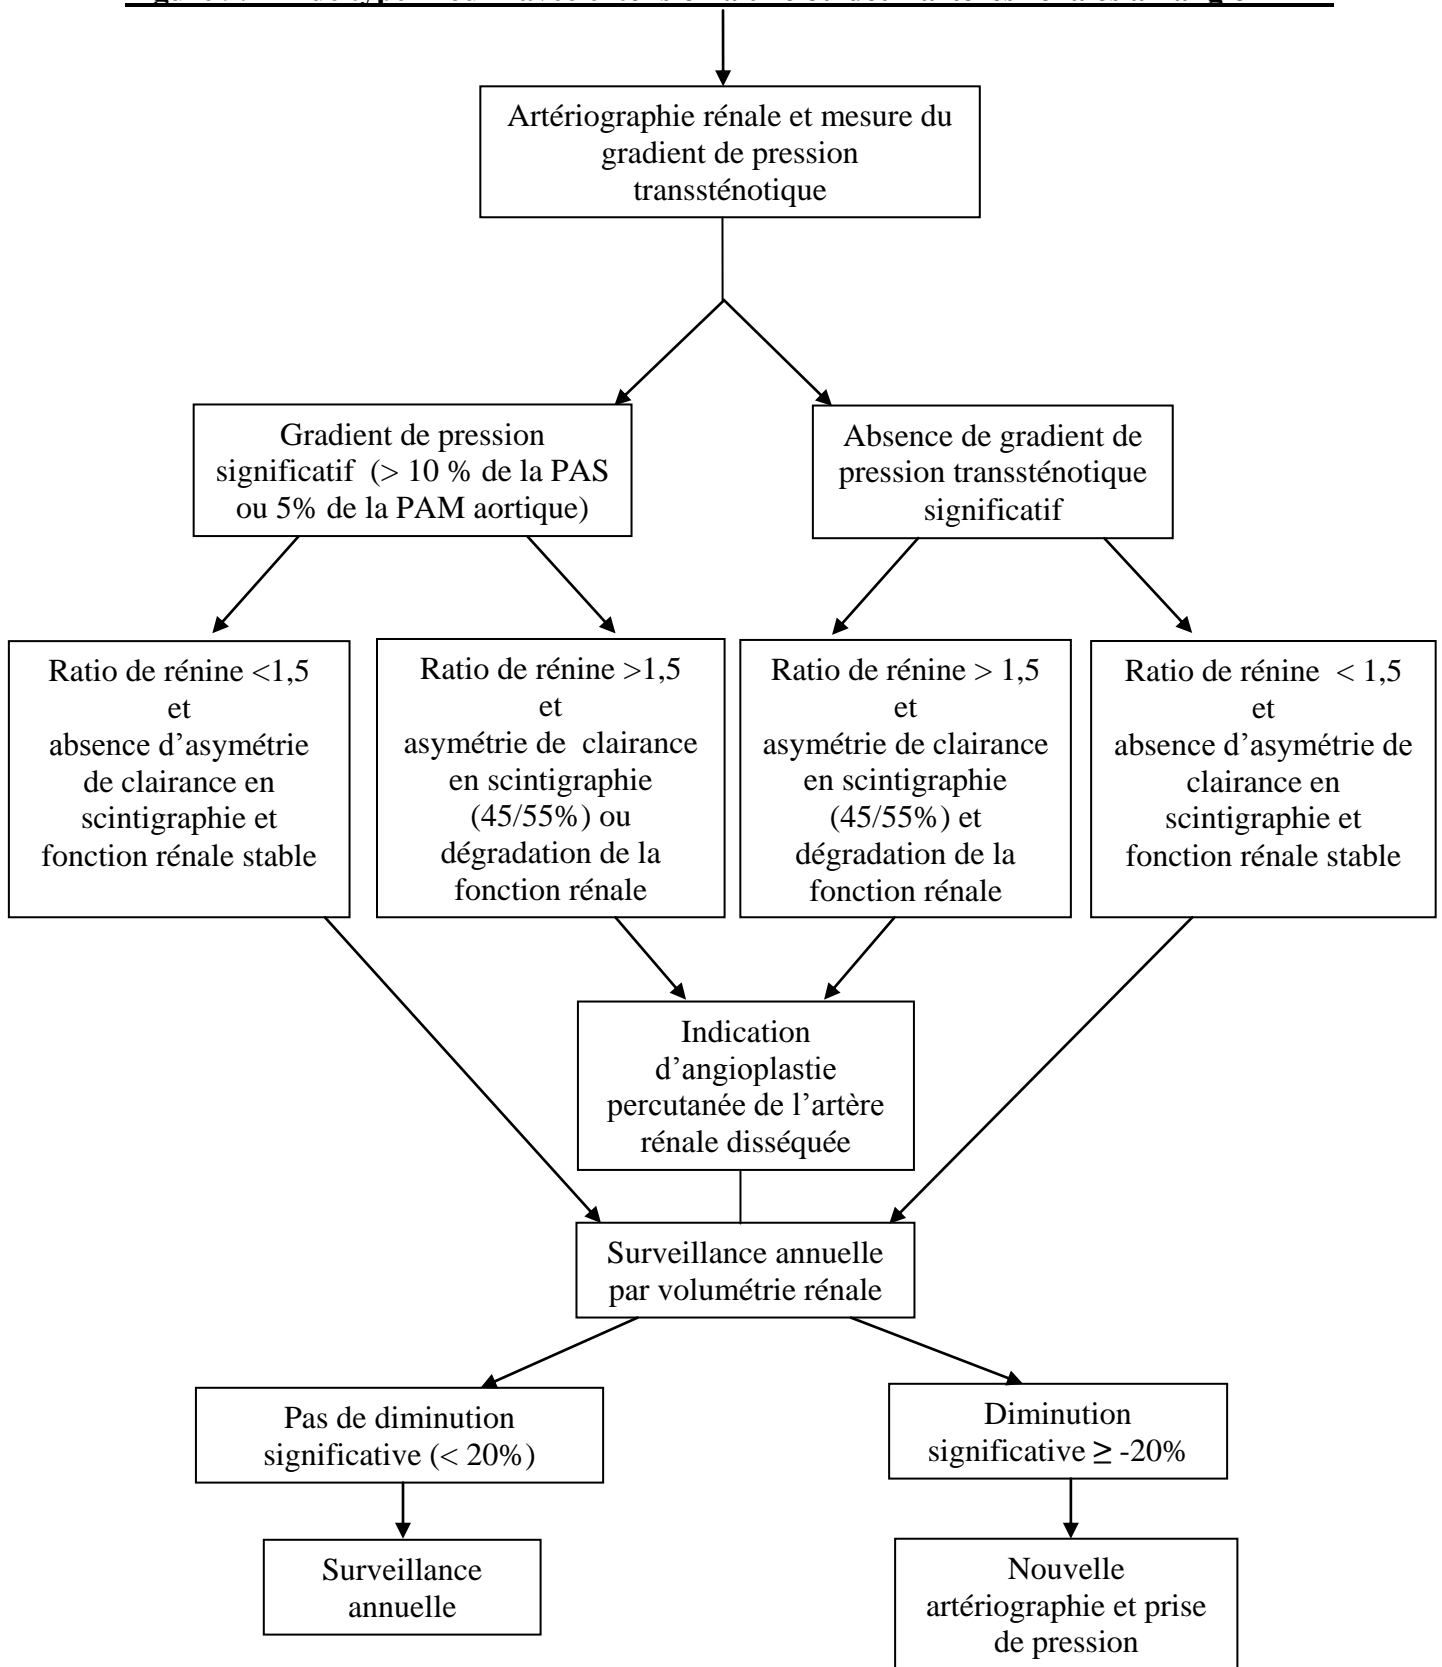 Artériographie rénale et mesure du
gradient de pression
transsténotique
Gradient de pression
significatif (> 10 % de la PAS
ou 5% de la PAM aortique)
Absence de gradient de
pression transsténotique
significatif
Ratio de rénine <1,5
et
absence d’asymétrie
de clairance en
scintigraphie et
fonction rénale stable
Ratio de rénine >1,5
et
asymétrie de clairance
en scintigraphie
(45/55%) ou
dégradation de la
fonction rénale
Ratio de rénine > 1,5
et
asymétrie de clairance
en scintigraphie
(45/55%) et
dégradation de la
fonction rénale
Ratio de rénine < 1,5
et
absence d’asymétrie de
clairance en
scintigraphie et
fonction rénale stable
Indication
d’angioplastie
percutanée de l’artère
rénale disséquée
Surveillance annuelle
par volumétrie rénale
Pas de diminution
significative (< 20%)
Diminution
significative ≥ -20%
Surveillance
annuelle
Nouvelle
artériographie et prise
de pression